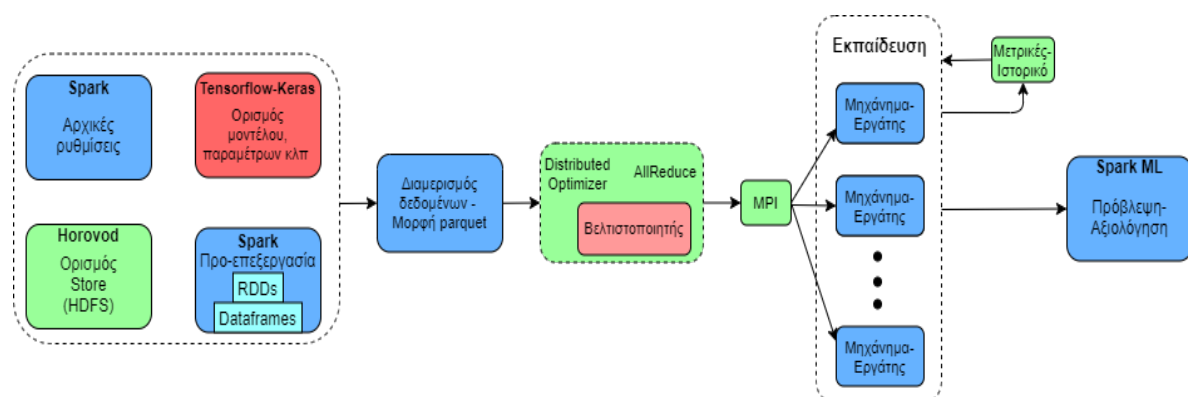 Spark
Αρχικές
ρυθμίσεις
Tensorflow-Keras
Ορισμός
μοντέλου,
παραμέτρων κλπ
Horovod
Ορισμός
Store
(HDFS)
Spark
Προ-επεξεργασία
RDDs
Dataframes
Διαμερισμός
δεδομένων -
Μορφή parquet
Distributed
Optimizer
AllReduce
Βελτιστοποιητής
MPI
Εκπαίδευση
Μηχάνημα-
Εργάτης
Μηχάνημα-
Εργάτης
Μηχάνημα-
Εργάτης
Μετρικές-
Ιστορικό
Spark ML
Πρόβλεψη-
Αξιολόγηση